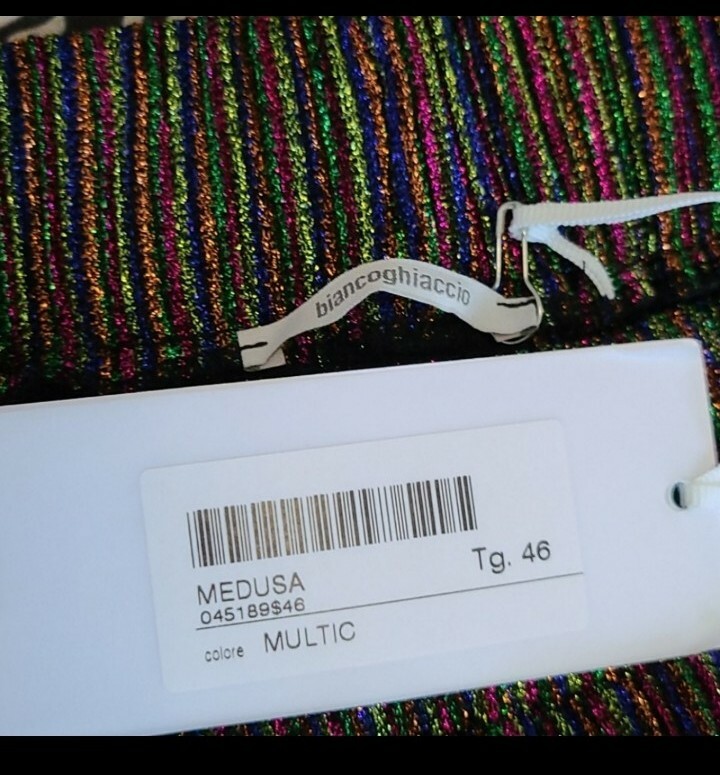 biancoghiaccio
MEDUSA
Tg. 46
045189$46
colore MULTIC